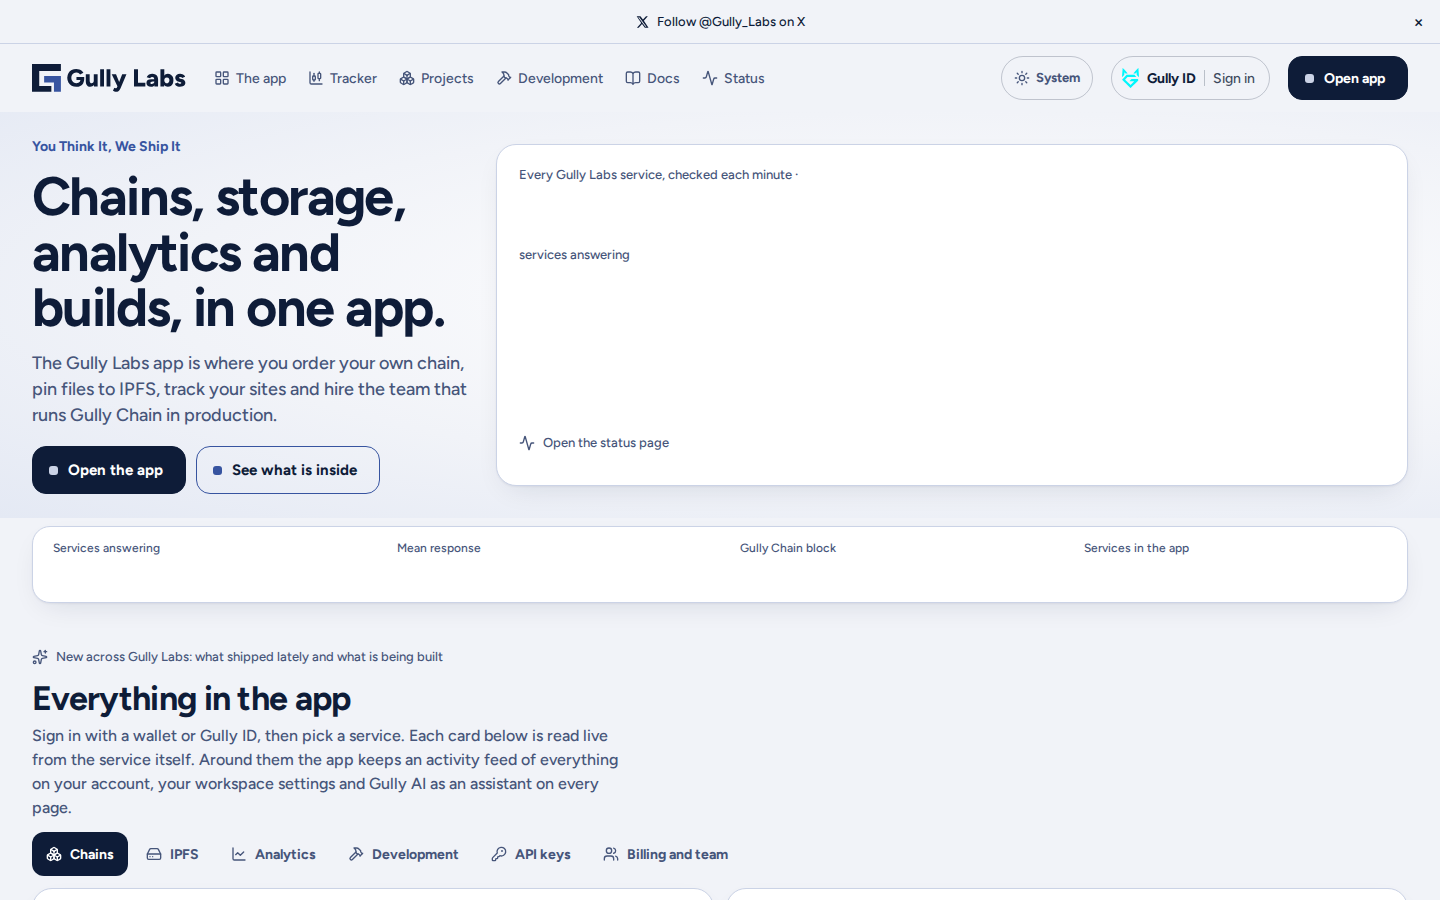 Follow @Gully_Labs on X
×
Gully Labs
The app
Tracker
Projects
Development
Docs
Status
System
Gully ID
Sign in
Open app
You Think It, We Ship It
Chains, storage,
analytics and
builds, in one app.
The Gully Labs app is where you order your own chain,
pin files to IPFS, track your sites and hire the team that
runs Gully Chain in production.
Open the app
See what is inside
Every Gully Labs service, checked each minute ·
services answering
Open the status page
Services answering
Mean response
Gully Chain block
Services in the app
New across Gully Labs: what shipped lately and what is being built
Everything in the app
Sign in with a wallet or Gully ID, then pick a service. Each card below is read live
from the service itself. Around them the app keeps an activity feed of everything
on your account, your workspace settings and Gully AI as an assistant on every
page.
Chains
IPFS
Analytics
Development
API keys
Billing and team